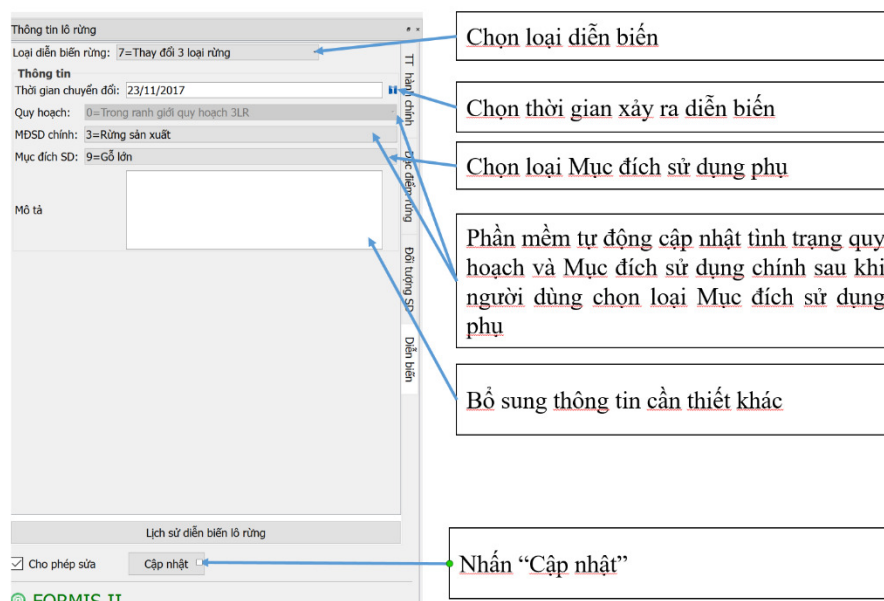 Thông tin lô rừng
Loại diễn biến rừng: 7=Thay đổi 3 loại rừng
Thông tin
Thời gian chuyển đổi: 23/11/2017
Quy hoạch: 0=Trong ranh giới quy hoạch 3LR
MĐSD chính: 3=Rừng sản xuất
Mục đích SD: 9=Gỗ lớn
Mô tả
TT hành chính
Đặc điểm rừng
Đối tượng SD
Diễn biến
Lịch sử diễn biến lô rừng
Cho phép sửa
Cập nhật
FORMIS II
Chọn loại diễn biến
Chọn thời gian xảy ra diễn biến
Chọn loại Mục đích sử dụng phụ
Phần mềm tự động cập nhật tình trạng quy
hoạch và Mục đích sử dụng chính sau khi
người dùng chọn loại Mục đích sử dụng
phụ
Bổ sung thông tin cần thiết khác
Nhấn “Cập nhật”